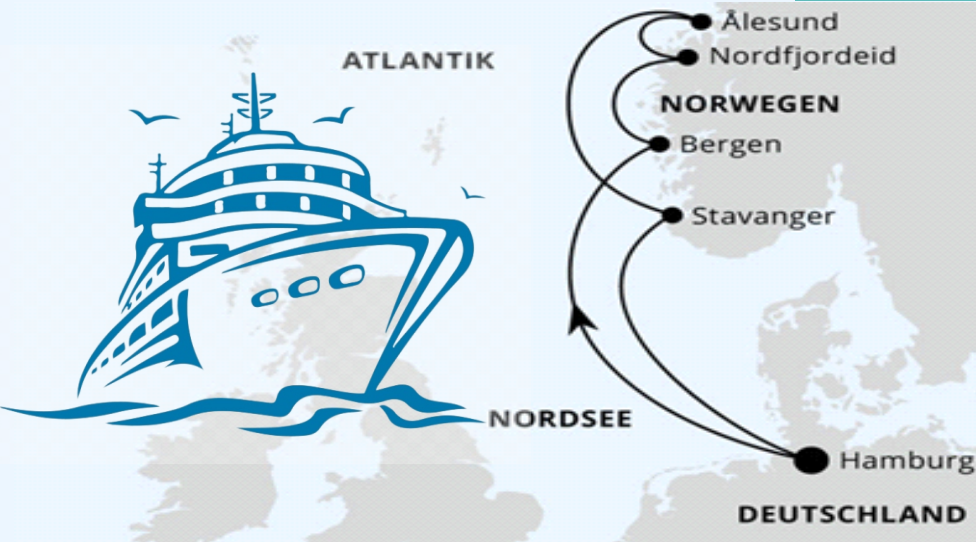 Ålesund
ATLANTIK
Nordfjordeid
NORWEGEN
Bergen
Stavanger
NORDSEE
Hamburg
DEUTSCHLAND